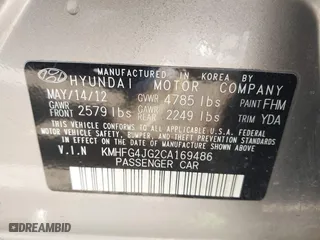 MANUFACTURED IN KOREA BY
HYUNDAI MOTOR COMPANY
MAY/14/12 GVWR 4785 lbs PAINT FHM
GAWR FRONT 2579 lbs GAWR REAR 2249 lbs TRIM YDA
THIS VEHICLE CONFORMS TO ALL APPLICABLE U.S.A. FEDERAL
MOTOR VEHICLE SAFETY, BUMPER, AND THEFT PREVENTION
STANDARDS IN EFFECT ON THE DATE OF MANUFACTURE SHOWN ABOVE.
V.I.N KMHFG4JG2CA169486
PASSENGER CAR
DREAMBID